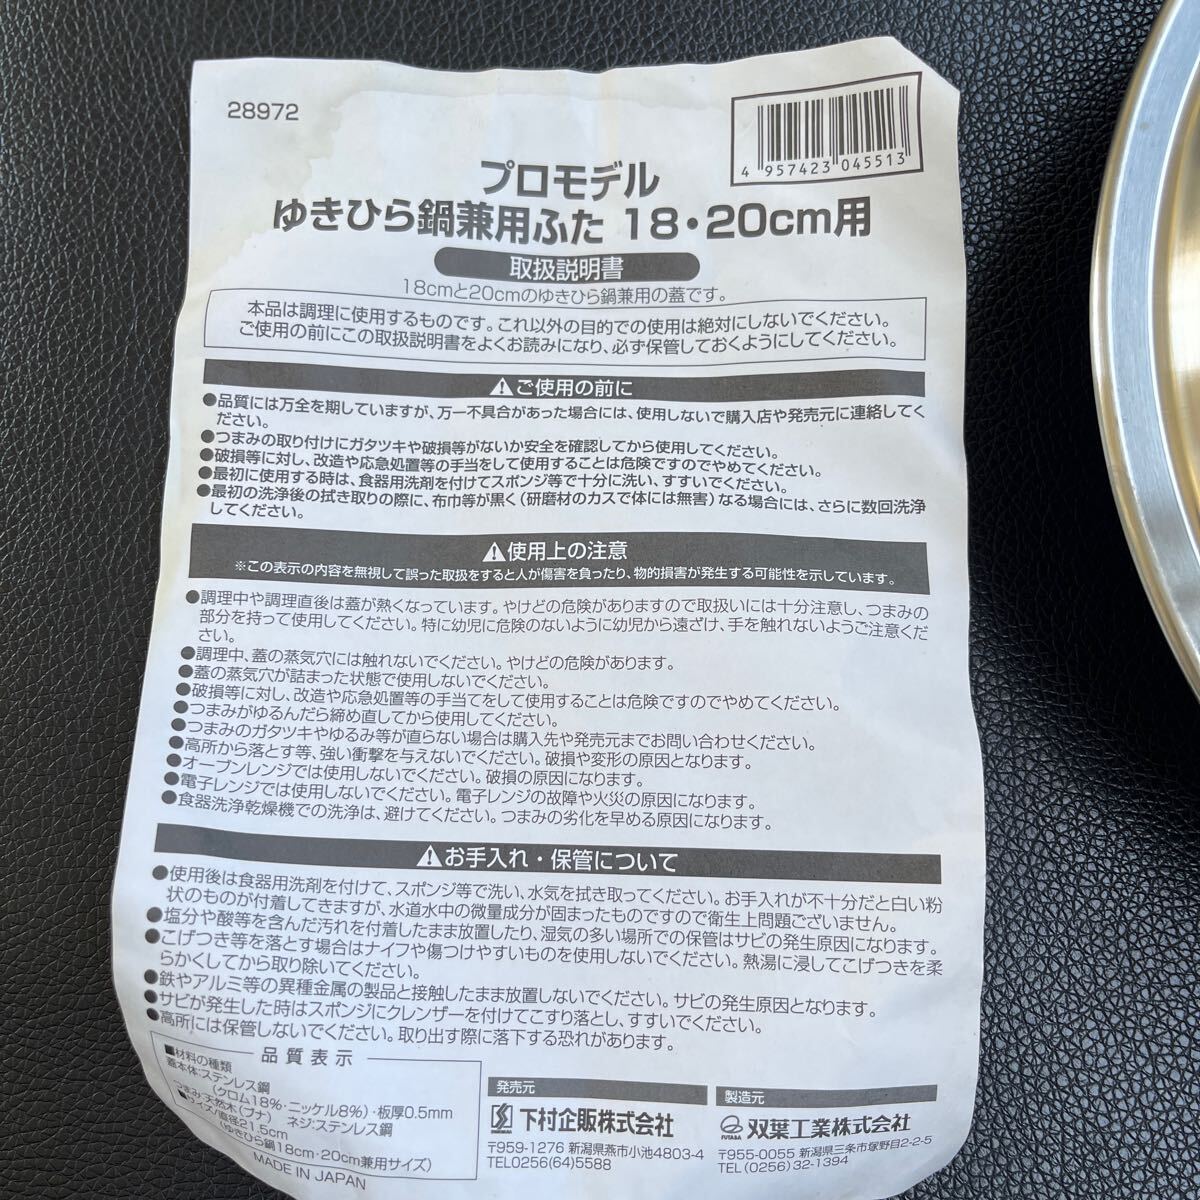 28972
4 957423 045513
プロモデル
ゆきひら鍋兼用ふた 18・20cm用
取扱説明書
18cmと20cmのゆきひら鍋兼用の蓋です。
本品は調理に使用するものです。これ以外の目的での使用は絶対にしないでください。
ご使用の前にこの取扱説明書をよくお読みになり、必ず保管しておくようにしてください。
⚠ご使用の前に
●品質には万全を期していますが、万一不具合があった場合には、使用しないで購入店や発売元に連絡してく
ださい。
●つまみの取り付けにガタツキや破損等がないか安全を確認してから使用してください。
●破損等に対し、改造や応急処置等の手当をして使用することは危険ですのでやめてください。
●最初に使用する時は、食器用洗剤を付けてスポンジ等で十分に洗い、すすいでください。
●最初の洗浄後の拭き取りの際に、布巾等が黒く(研磨材のカスで体には無害)なる場合には、さらに数回洗浄
してください。
⚠使用上の注意
※この表示の内容を無視して誤った取扱をすると人が傷害を負ったり、物的損害が発生する可能性を示しています。
●調理中や調理直後は蓋が熱くなっています。やけどの危険がありますので取扱いには十分注意し、つまみの
部分を持って使用してください。特に幼児に危険のないように幼児から遠ざけ、手を触れないようご注意くだ
さい。
●調理中、蓋の蒸気穴には触れないでください。やけどの危険があります。
●蓋の蒸気穴が詰まった状態で使用しないでください。
●破損等に対し、改造や応急処置等の手当てをして使用することは危険ですのでやめてください。
●つまみがゆるんだら締め直してから使用してください。
●つまみのガタツキやゆるみ等が直らない場合は購入先や発売元までお問い合わせください。
●高所から落とす等、強い衝撃を与えないでください。破損や変形の原因となります。
●オーブンレンジでは使用しないでください。破損の原因になります。
●電子レンジでは使用しないでください。電子レンジの故障や火災の原因になります。
●食器洗浄乾燥機での洗浄は、避けてください。つまみの劣化を早める原因になります。
⚠お手入れ・保管について
●使用後は食器用洗剤を付けて、スポンジ等で洗い、水気を拭き取ってください。お手入れが不十分だと白い粉
状のものが付着してきますが、水道水中の微量成分が固まったものですので衛生上問題ございません。
●塩分や酸等を含んだ汚れを付着したまま放置したり、湿気の多い場所での保管はサビの発生原因になります。
●こげつき等を落とす場合はナイフや傷つけやすいものを使用しないでください。熱湯に浸してこげつきを柔
らかくしてから取り除いてください。
●鉄やアルミ等の異種金属の製品と接触したまま放置しないでください。サビの発生原因となります。
●サビが発生した時はスポンジにクレンザーを付けてこすり落とし、すすいでください。
●高所には保管しないでください。取り出す際に落下する恐れがあります。
品質表示
■材料の種類
蓋本体:ステンレス鋼
(クロム18%・ニッケル8%)・板厚0.5mm
つまみ:天然木(ブナ) ネジ:ステンレス鋼
■サイズ/直径21.5cm
(ゆきひら鍋18cm・20cm兼用サイズ)
MADE IN JAPAN
発売元
下村企販株式会社
〒959-1276 新潟県燕市小池4803-4
TEL0256(64)5588
製造元
FUTABA 双葉工業株式会社
〒955-0055 新潟県三条市塚野目2-2-5
TEL(0256)32-1394